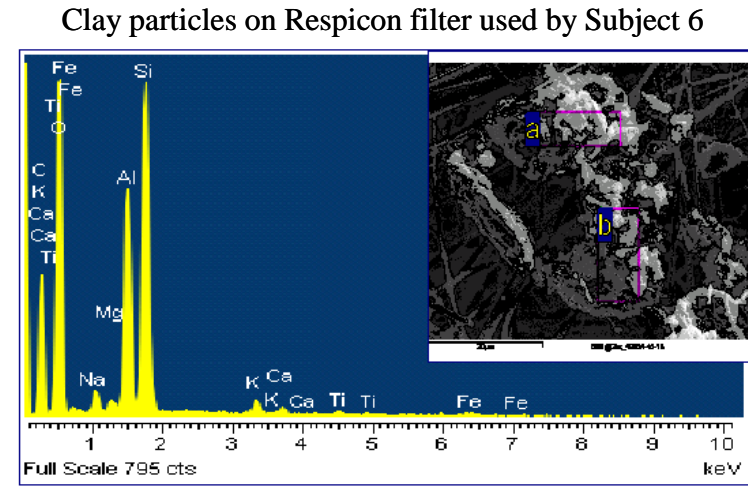 Clay particles on Respicon filter used by Subject 6
Fe
Fe
Ti
O
Si
C
K
Ca
Ca
Ti
Al
Mg
Na
K
Ca
K
Ca
Ti
Ti
Fe
Fe
a
b
1 2 3 4 5 6 7 8 9 10
Full Scale 795 cts
keV